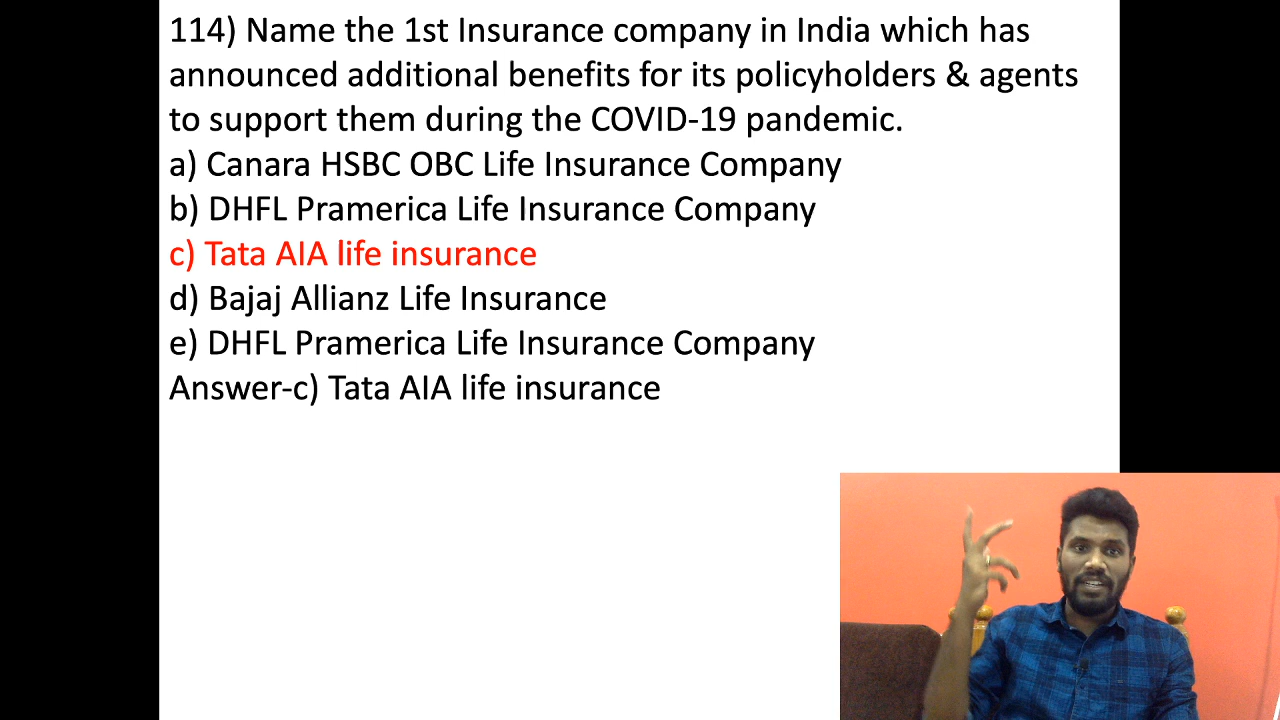 114) Name the 1st Insurance company in India which has
announced additional benefits for its policyholders & agents
to support them during the COVID-19 pandemic.
a) Canara HSBC OBC Life Insurance Company
b) DHFL Pramerica Life Insurance Company
c) Tata AIA life insurance
d) Bajaj Allianz Life Insurance
e) DHFL Pramerica Life Insurance Company
Answer-c) Tata AIA life insurance